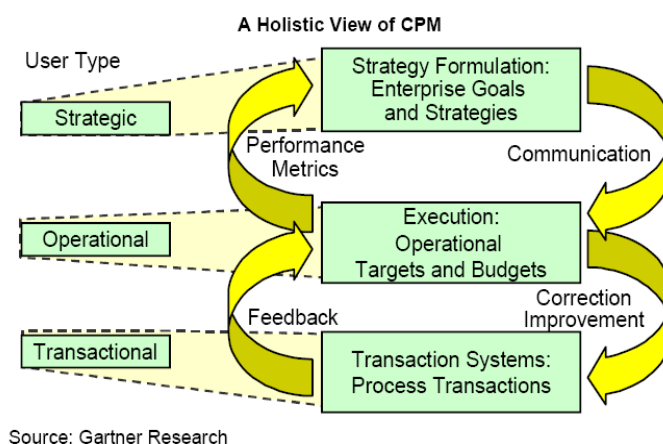 A Holistic View of CPM
User Type
Strategy Formulation:
Enterprise Goals
and Strategies
Strategic
Performance
Metrics
Communication
Execution:
Operational
Targets and Budgets
Operational
Feedback
Correction
Improvement
Transactional
Transaction Systems:
Process Transactions
Source: Gartner Research